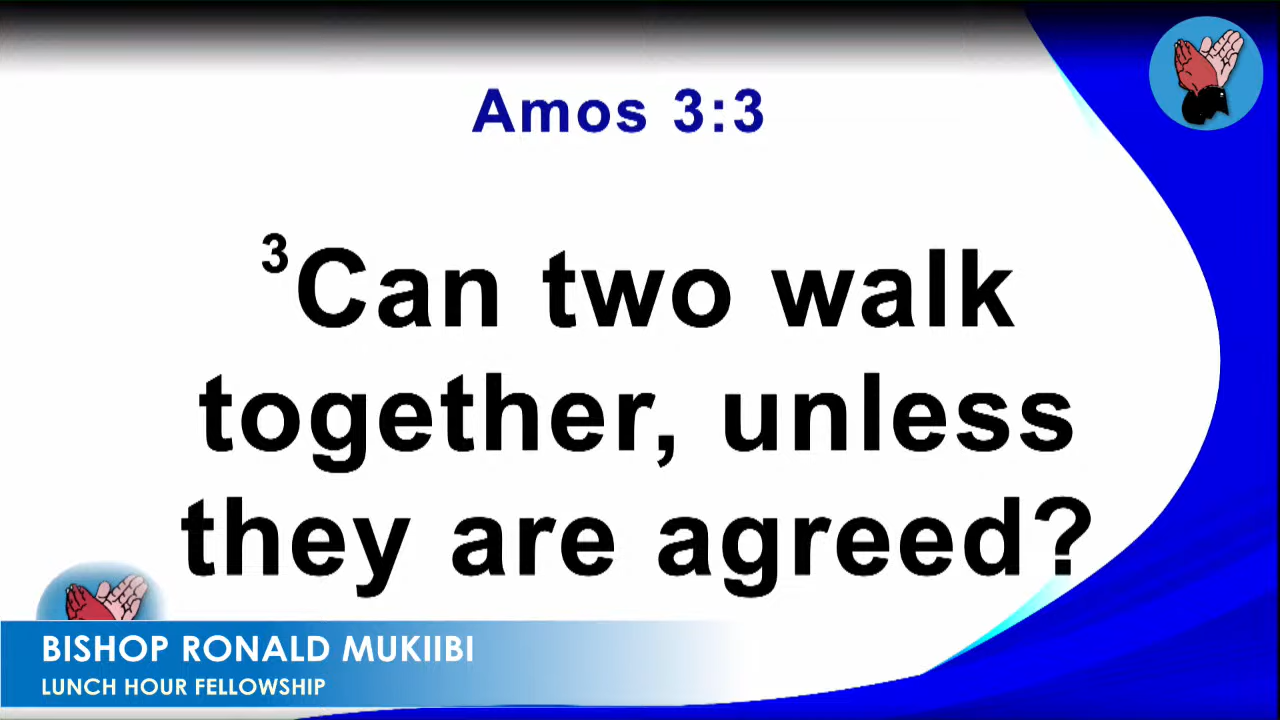 Amos 3:3
³Can two walk
together, unless
they are agreed?
BISHOP RONALD MUKIIBI
LUNCH HOUR FELLOWSHIP